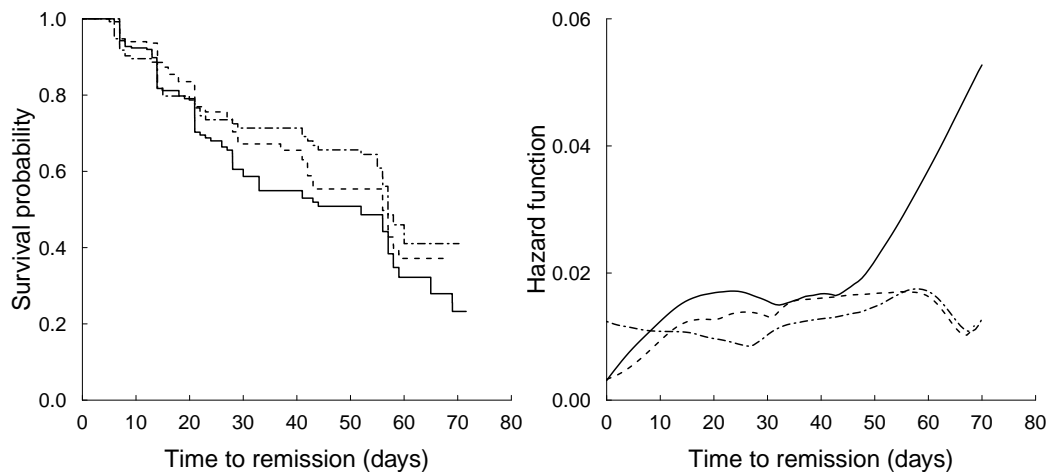 Survival probability
1.0
0.8
0.6
0.4
0.2
0.0
0 10 20 30 40 50 60 70 80
Time to remission (days)
Hazard function
0.06
0.04
0.02
0.00
0 10 20 30 40 50 60 70 80
Time to remission (days)